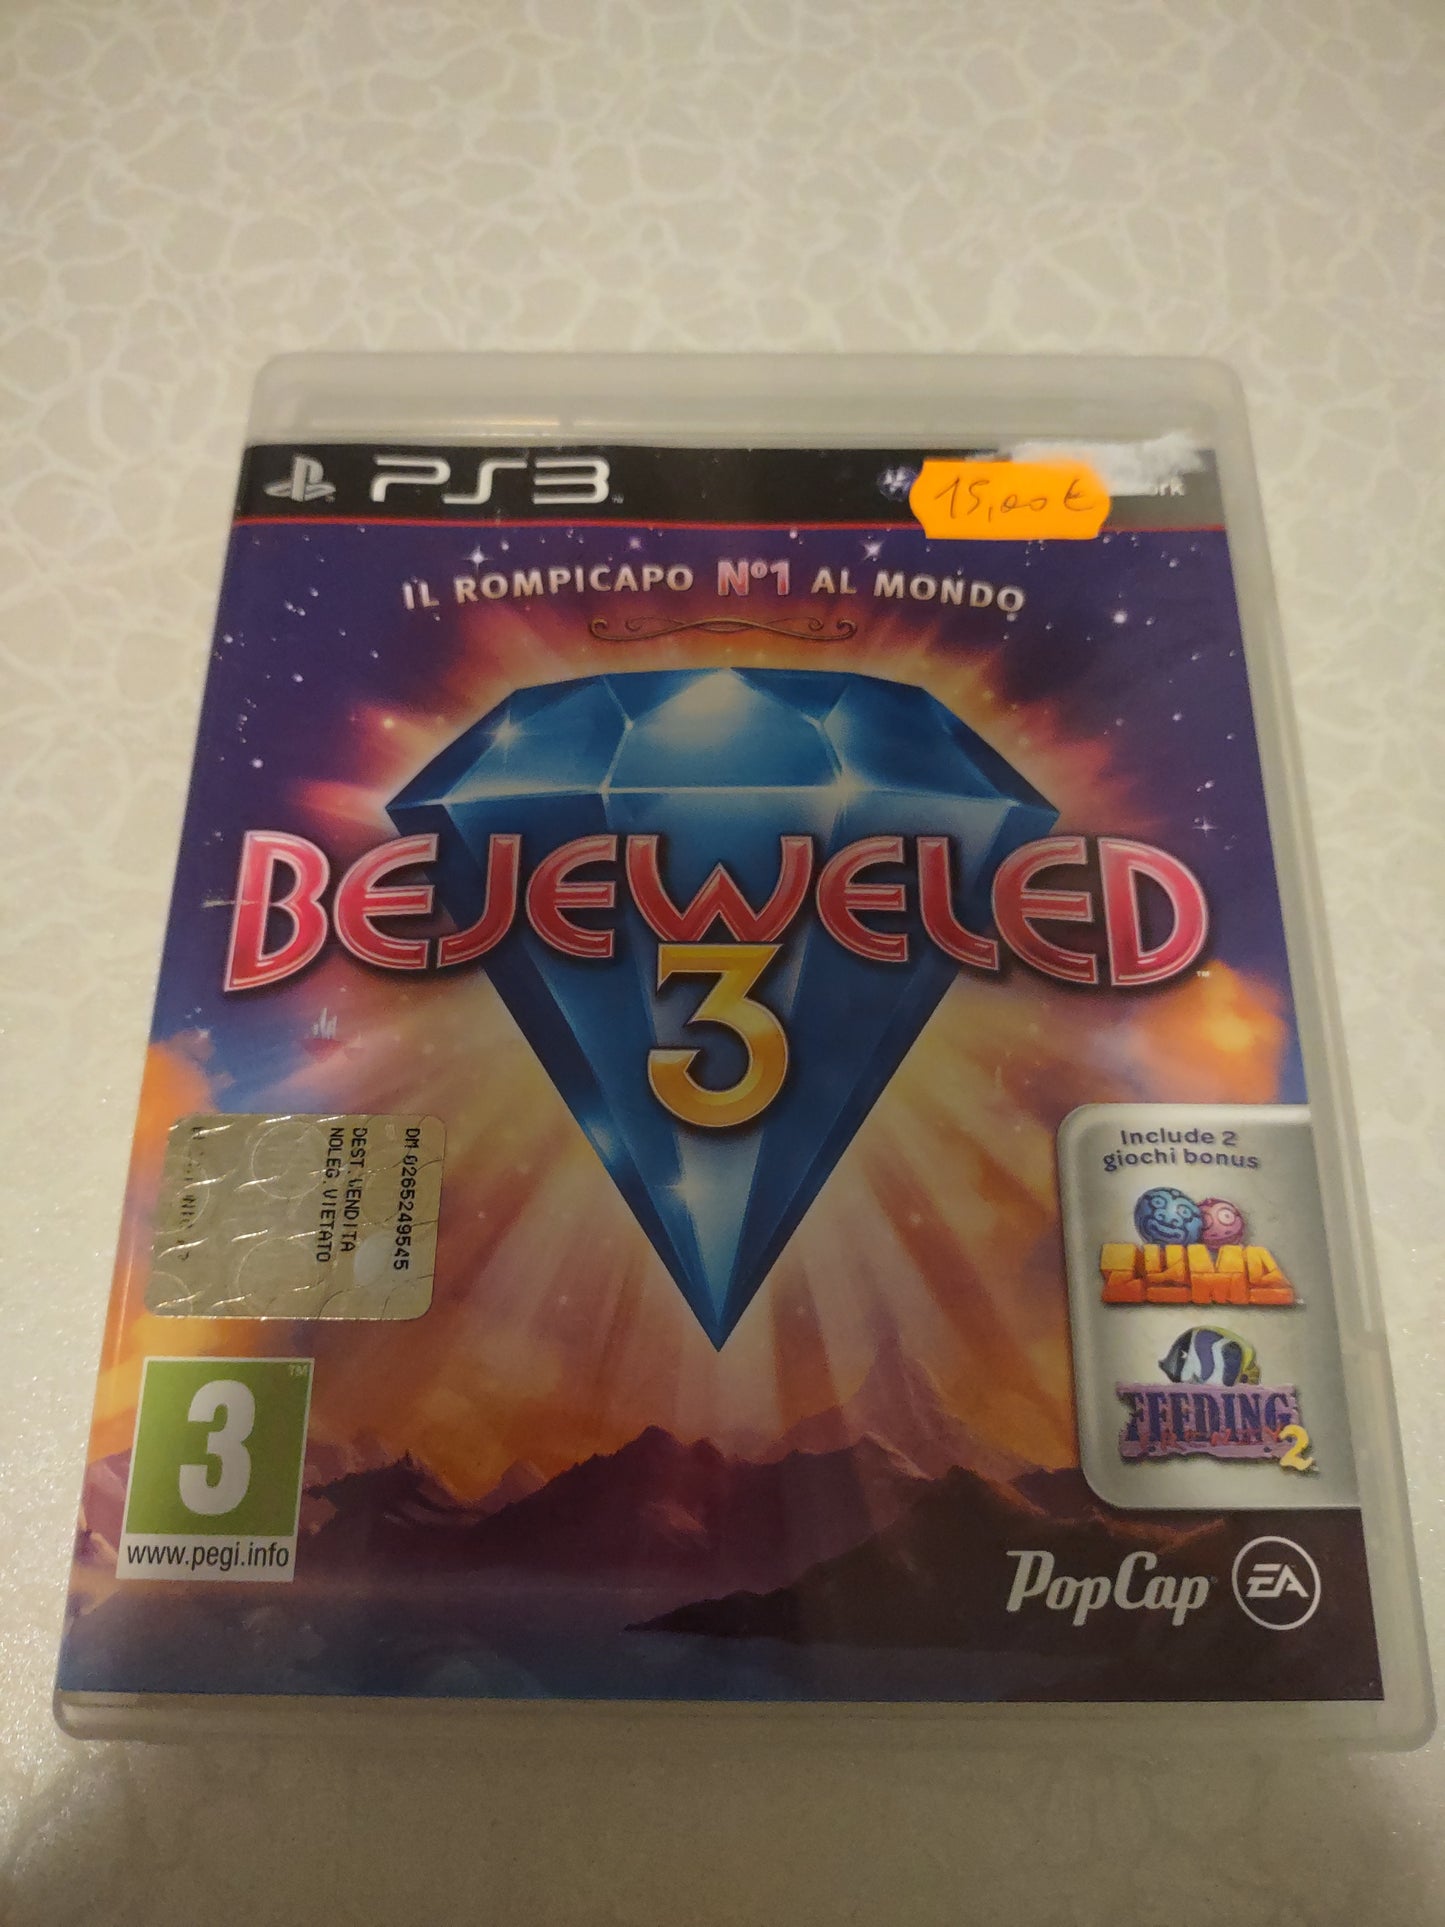 PS3
15,00€
IL ROMPICAPO Nº1 AL MONDO
BEJEWELED
3
DM 0265249545
DEST.VENDITA
NOLEG.VIETATO
Include 2
giochi bonus
ZUMA
FEEDING
2
3
www.pegi.info
PopCap
EA